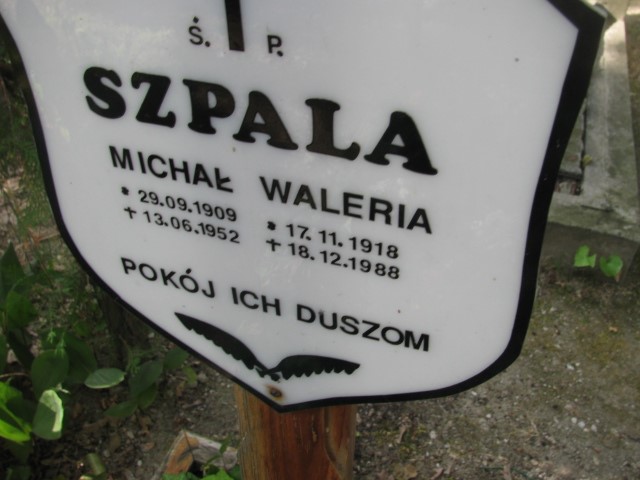 Ś. P.
SZPALA
MICHAŁ WALERIA
* 29.09.1909 * 17.11.1918
+ 13.06.1952 + 18.12.1988
POKÓJ ICH DUSZOM